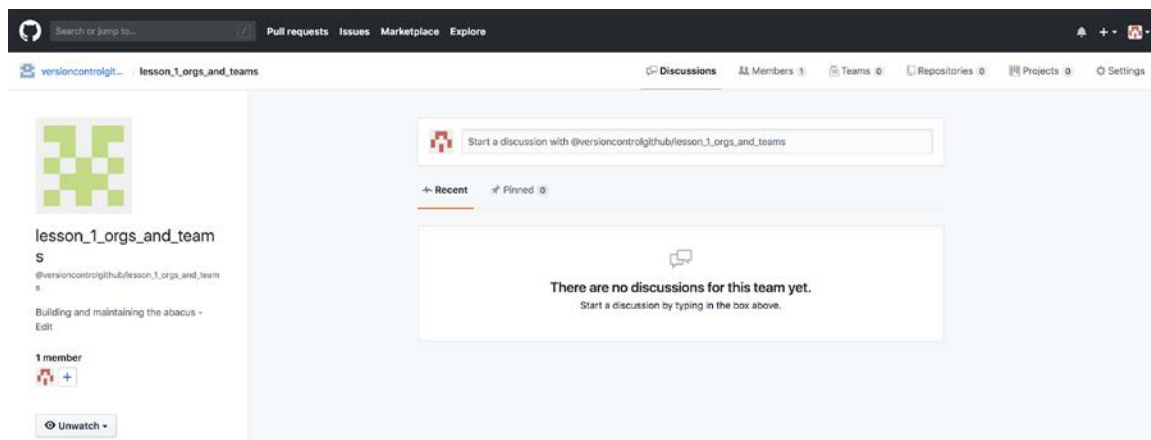 Search or jump to... /
Pull requests Issues Marketplace Explore
versioncontrolgit... / lesson_1_orgs_and_teams
Discussions Members 1 Teams 0 Repositories 0 Projects 0 Settings
Start a discussion with @versioncontrolgithub/lesson_1_orgs_and_teams
Recent Pinned 0
There are no discussions for this team yet.
Start a discussion by typing in the box above.
lesson_1_orgs_and_team
s
@versioncontrolgithub/lesson_1_orgs_and_team
s
Building and maintaining the abacus -
Edit
1 member
+
Unwatch